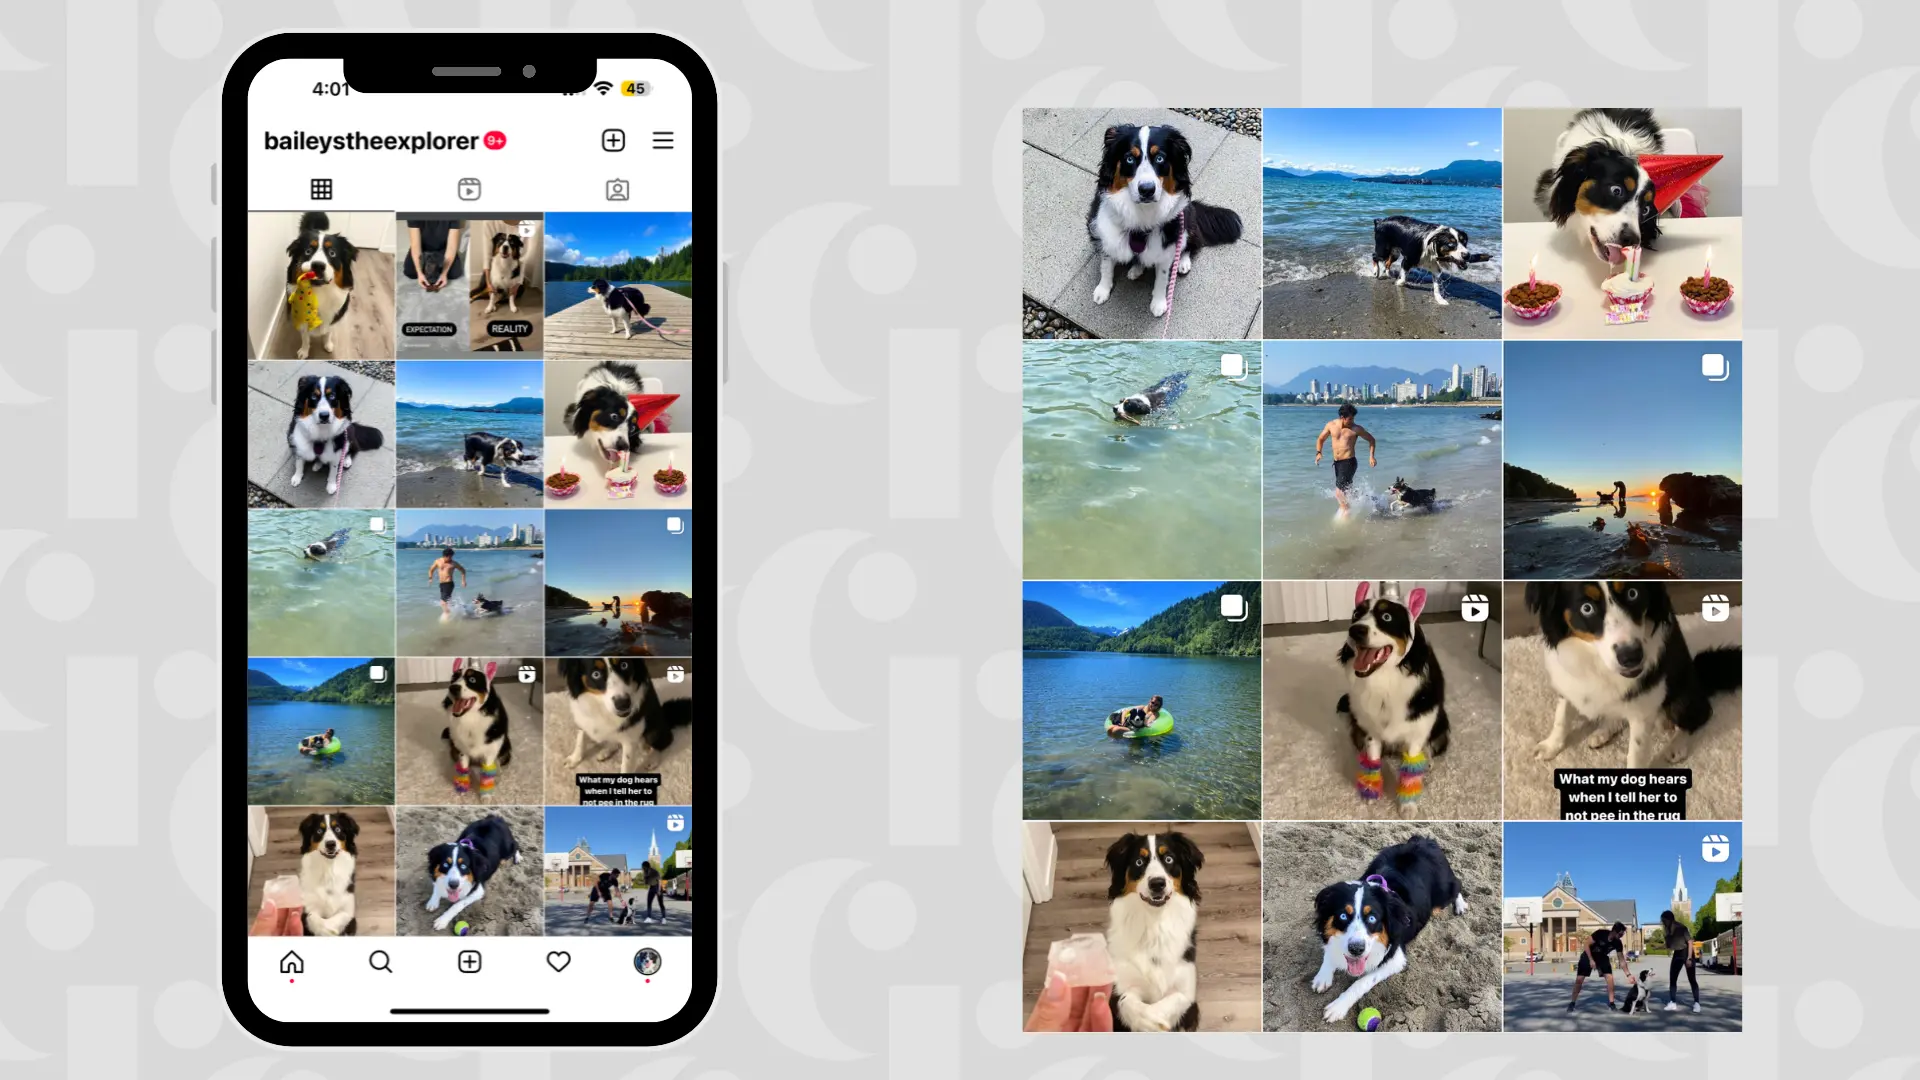 4:01
45
baileystheexplorer 9+
EXPECTATION
REALITY
What my dog hears
when I tell her to
not pee in the rug
What my dog hears
when I tell her to
not pee in the rug